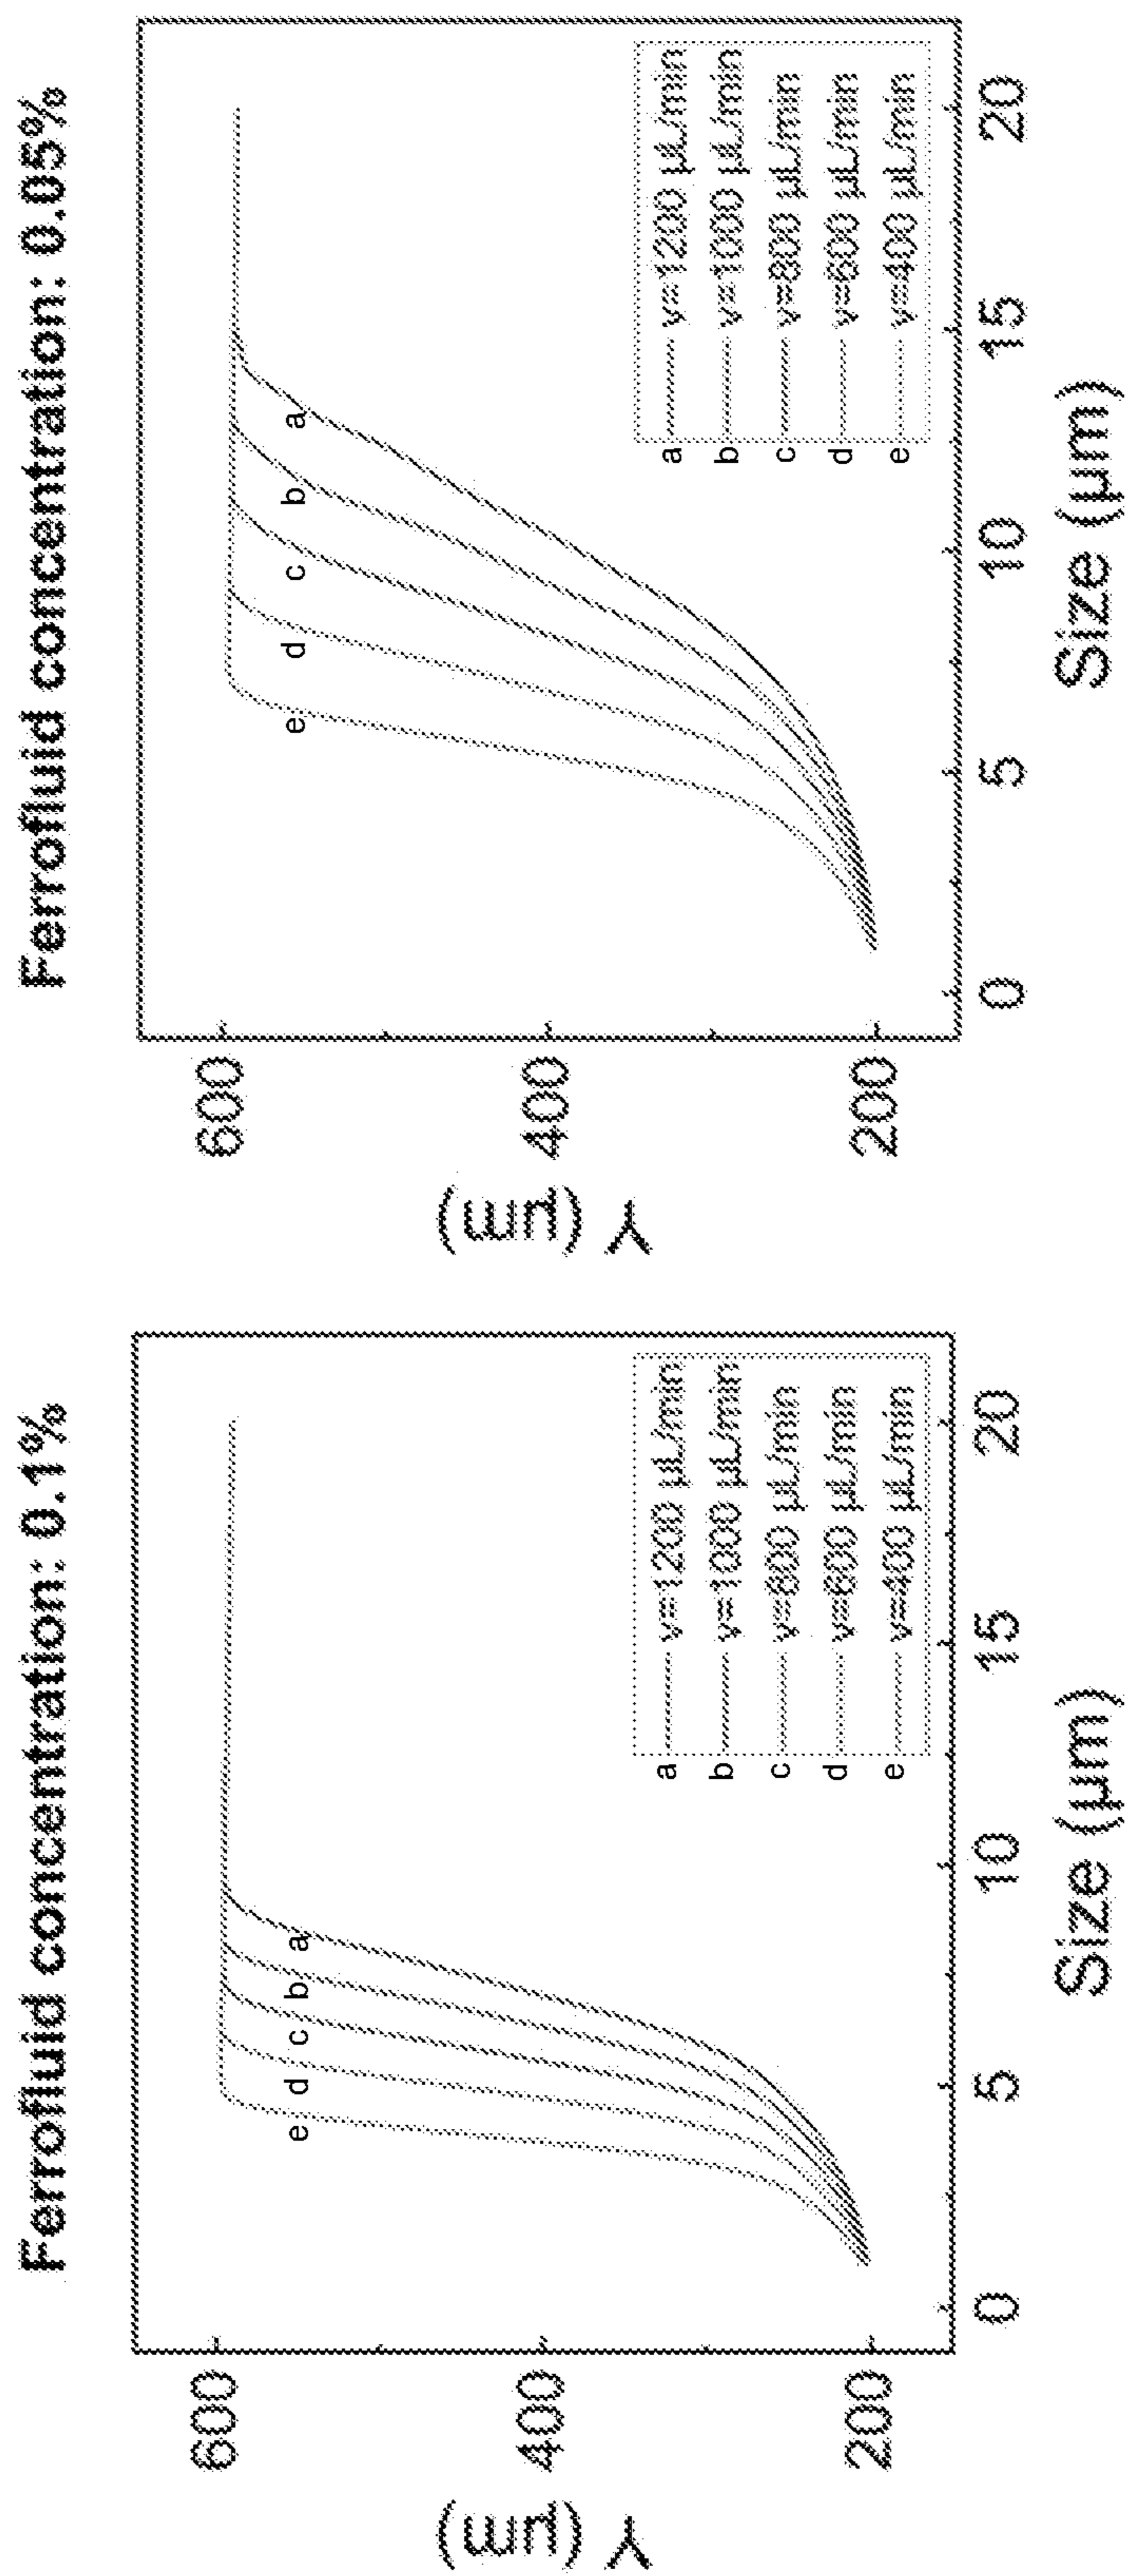 Ferrofluid concentration: 0.1%
Y (µm)
600
400
200
a
b
c
d
e
a v=1200 µL/min
b v=1000 µL/min
c v=800 µL/min
d v=600 µL/min
e v=400 µL/min
0 5 10 15 20
Size (µm)
Ferrofluid concentration: 0.05%
Y (µm)
600
400
200
a
b
c
d
e
a v=1200 µL/min
b v=1000 µL/min
c v=800 µL/min
d v=600 µL/min
e v=400 µL/min
0 5 10 15 20
Size (µm)